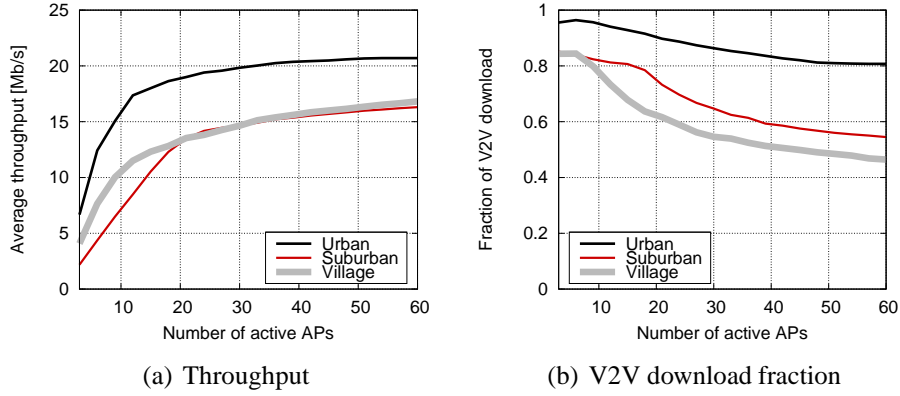 25
20
15
10
5
0
10 20 30 40 50 60
Average throughput [Mb/s]
Number of active APs
Urban
Suburban
Village
(a) Throughput
1
0.8
0.6
0.4
0.2
0
10 20 30 40 50 60
Fraction of V2V download
Number of active APs
Urban
Suburban
Village
(b) V2V download fraction